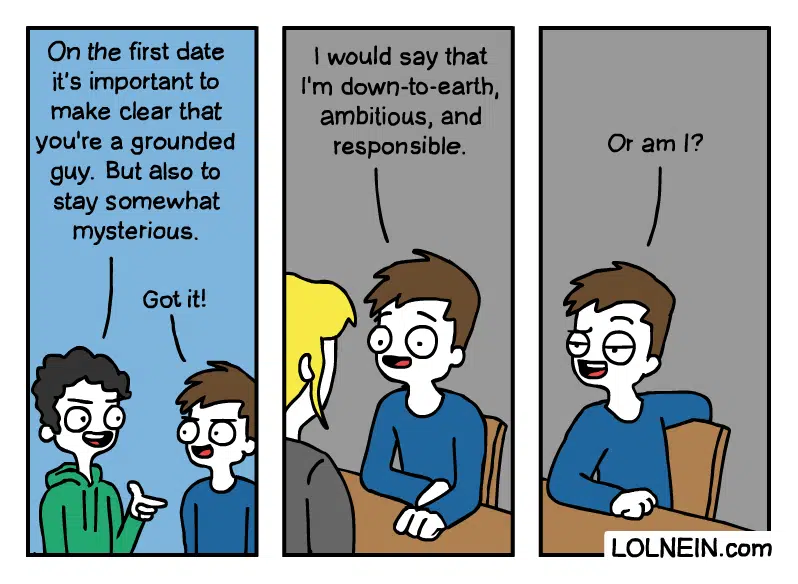 On the first date
it's important to
make clear that
you're a grounded
guy. But also to
stay somewhat
mysterious.
Got it!
I would say that
I'm down-to-earth,
ambitious, and
responsible.
Or am I?
LOLNEIN.com